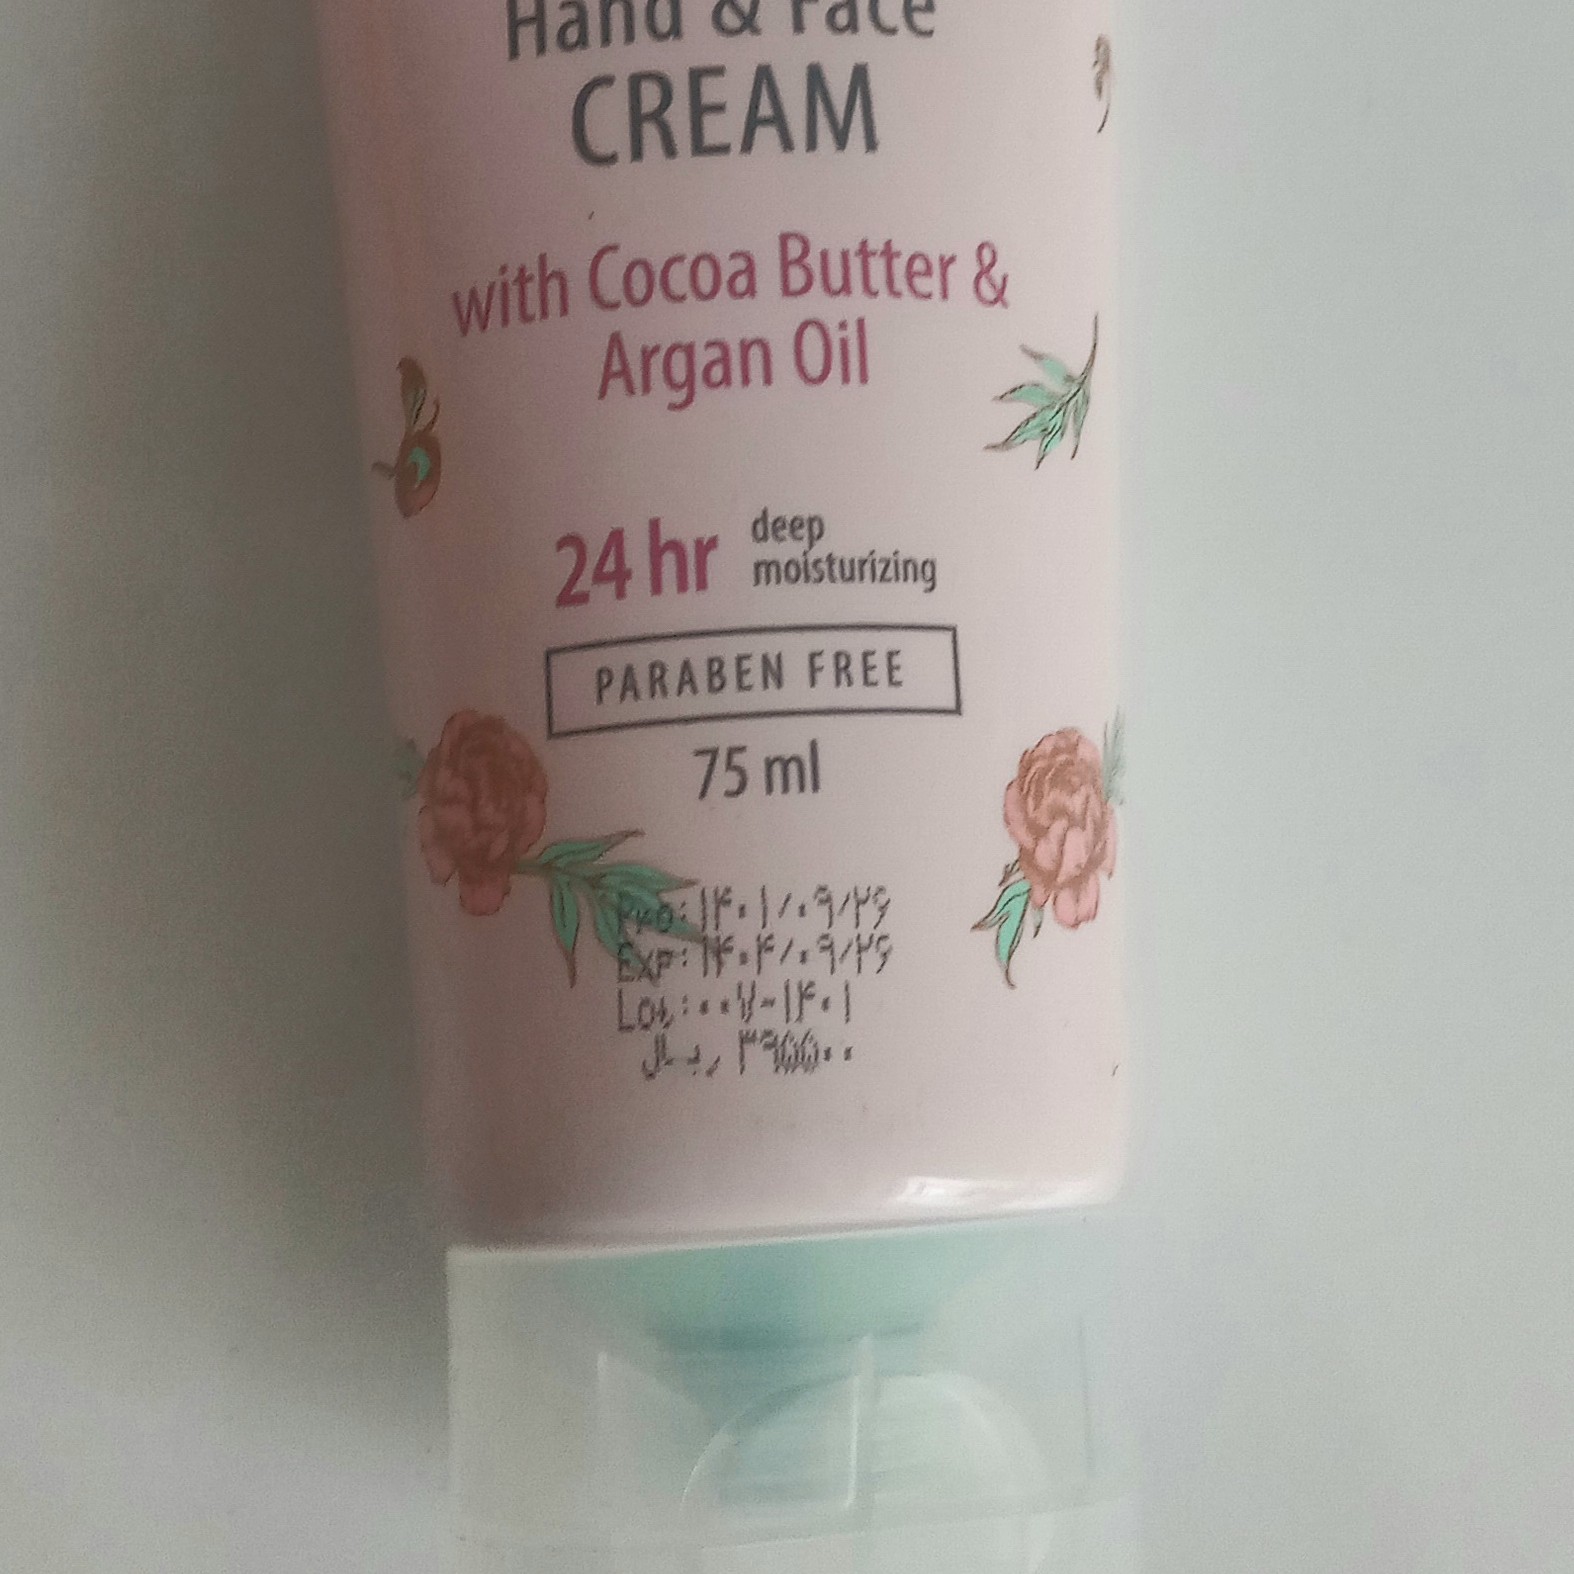 Hand & Face
CREAM
with Cocoa Butter &
Argan Oil
24 hr deep
moisturizing
PARABEN FREE
75 ml
Pro:۱۴۰۱/۰۹/۲۶
EXP:۱۴۰۴/۰۹/۲۶
Lot:۰۰۷-۱۴۰۱
۳۹۵۵۰۰ ریال